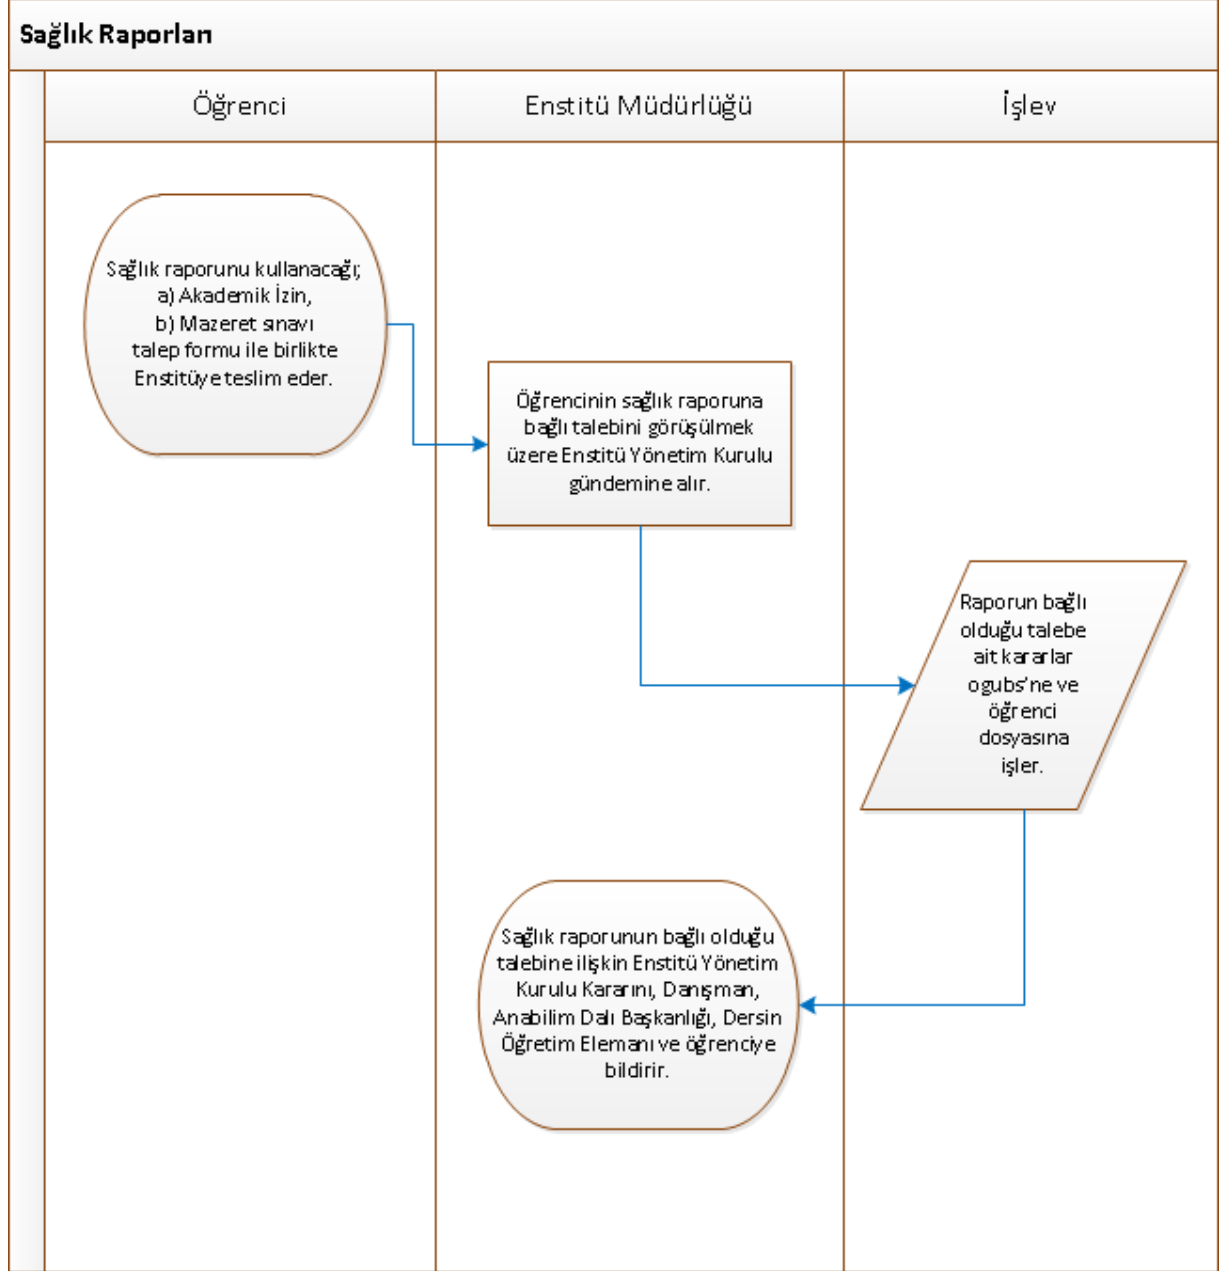 Sağlık Raporları
Öğrenci
Enstitü Müdürlüğü
İşlev
Sağlık raporunu kullanacağı;
a) Akademik İzin,
b) Mazeret sınavı
talep formu ile birlikte
Enstitüye teslim eder.
Öğrencinin sağlık raporuna
bağlı talebini görüşülmek
üzere Enstitü Yönetim Kurulu
gündemine alır.
Raporun bağlı
olduğu talebe
ait kararlar
ogubs’ne ve
öğrenci
dosyasına
işler.
Sağlık raporunun bağlı olduğu
talebine ilişkin Enstitü Yönetim
Kurulu Kararını, Danışman,
Anabilim Dalı Başkanlığı, Dersin
Öğretim Elemanı ve öğrenciye
bildirir.